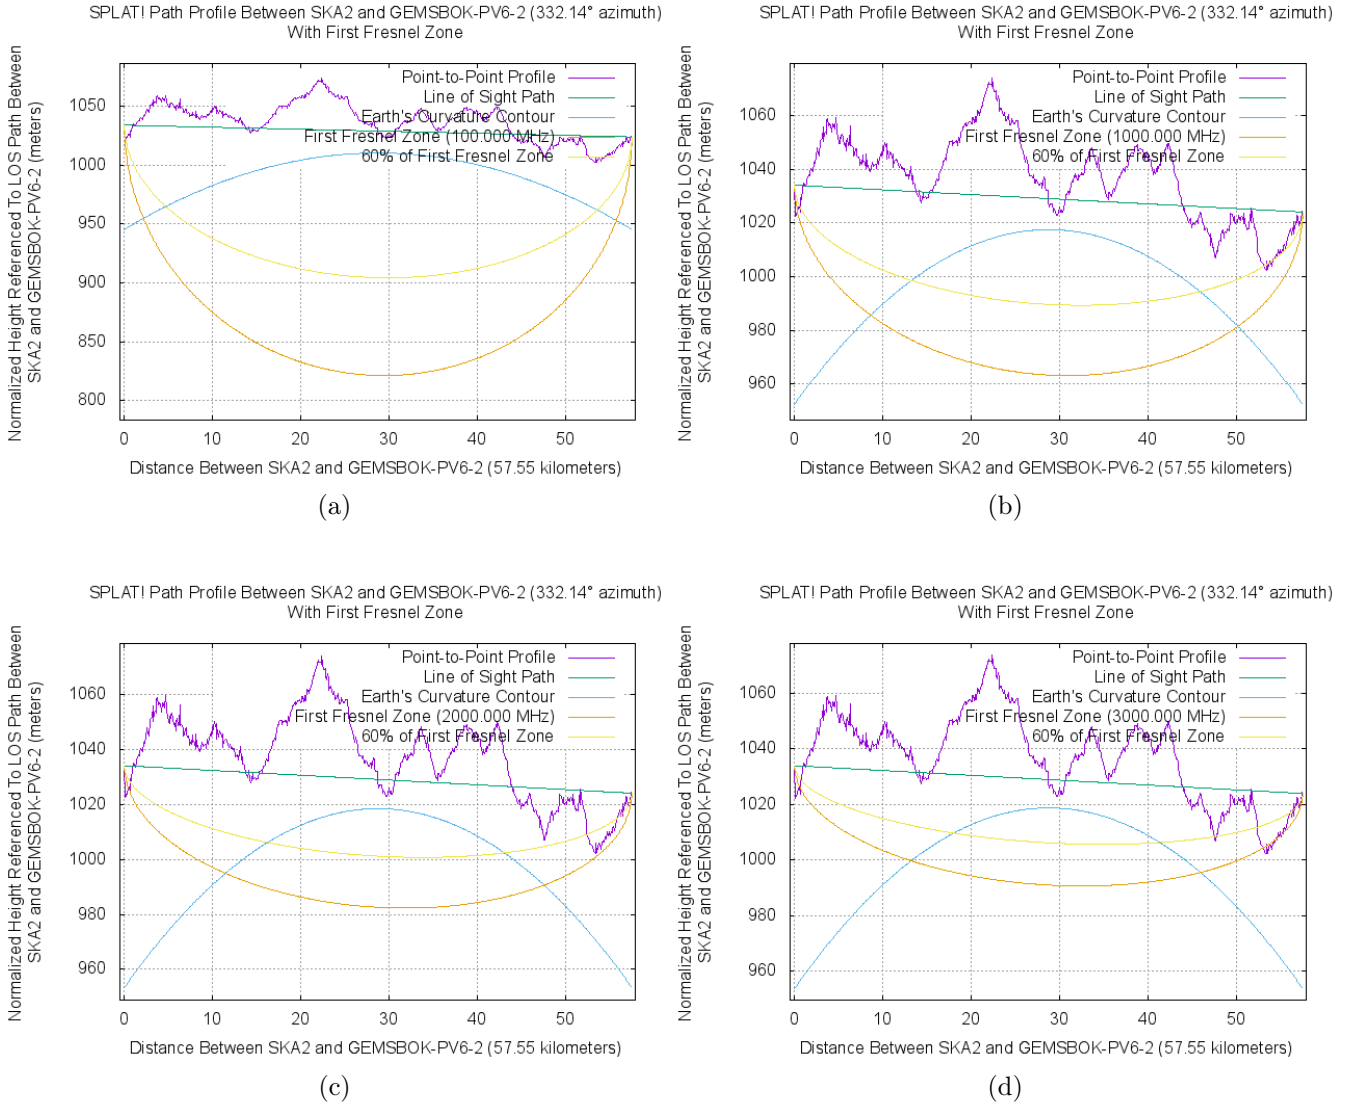 SPLAT! Path Profile Between SKA2 and GEMSBOK-PV6-2 (332.14° azimuth)
With First Fresnel Zone
Normalized Height Referenced To LOS Path Between
SKA2 and GEMSBOK-PV6-2 (meters)
Point-to-Point Profile
Line of Sight Path
Earth's Curvature Contour
First Fresnel Zone (100.000 MHz)
60% of First Fresnel Zone
1050
1000
950
900
850
800
0 10 20 30 40 50
Distance Between SKA2 and GEMSBOK-PV6-2 (57.55 kilometers)
(a)
SPLAT! Path Profile Between SKA2 and GEMSBOK-PV6-2 (332.14° azimuth)
With First Fresnel Zone
Normalized Height Referenced To LOS Path Between
SKA2 and GEMSBOK-PV6-2 (meters)
Point-to-Point Profile
Line of Sight Path
Earth's Curvature Contour
First Fresnel Zone (1000.000 MHz)
60% of First Fresnel Zone
1060
1040
1020
1000
980
960
0 10 20 30 40 50
Distance Between SKA2 and GEMSBOK-PV6-2 (57.55 kilometers)
(b)
SPLAT! Path Profile Between SKA2 and GEMSBOK-PV6-2 (332.14° azimuth)
With First Fresnel Zone
Normalized Height Referenced To LOS Path Between
SKA2 and GEMSBOK-PV6-2 (meters)
Point-to-Point Profile
Line of Sight Path
Earth's Curvature Contour
First Fresnel Zone (2000.000 MHz)
60% of First Fresnel Zone
1060
1040
1020
1000
980
960
0 10 20 30 40 50
Distance Between SKA2 and GEMSBOK-PV6-2 (57.55 kilometers)
(c)
SPLAT! Path Profile Between SKA2 and GEMSBOK-PV6-2 (332.14° azimuth)
With First Fresnel Zone
Normalized Height Referenced To LOS Path Between
SKA2 and GEMSBOK-PV6-2 (meters)
Point-to-Point Profile
Line of Sight Path
Earth's Curvature Contour
First Fresnel Zone (3000.000 MHz)
60% of First Fresnel Zone
1060
1040
1020
1000
980
960
0 10 20 30 40 50
Distance Between SKA2 and GEMSBOK-PV6-2 (57.55 kilometers)
(d)